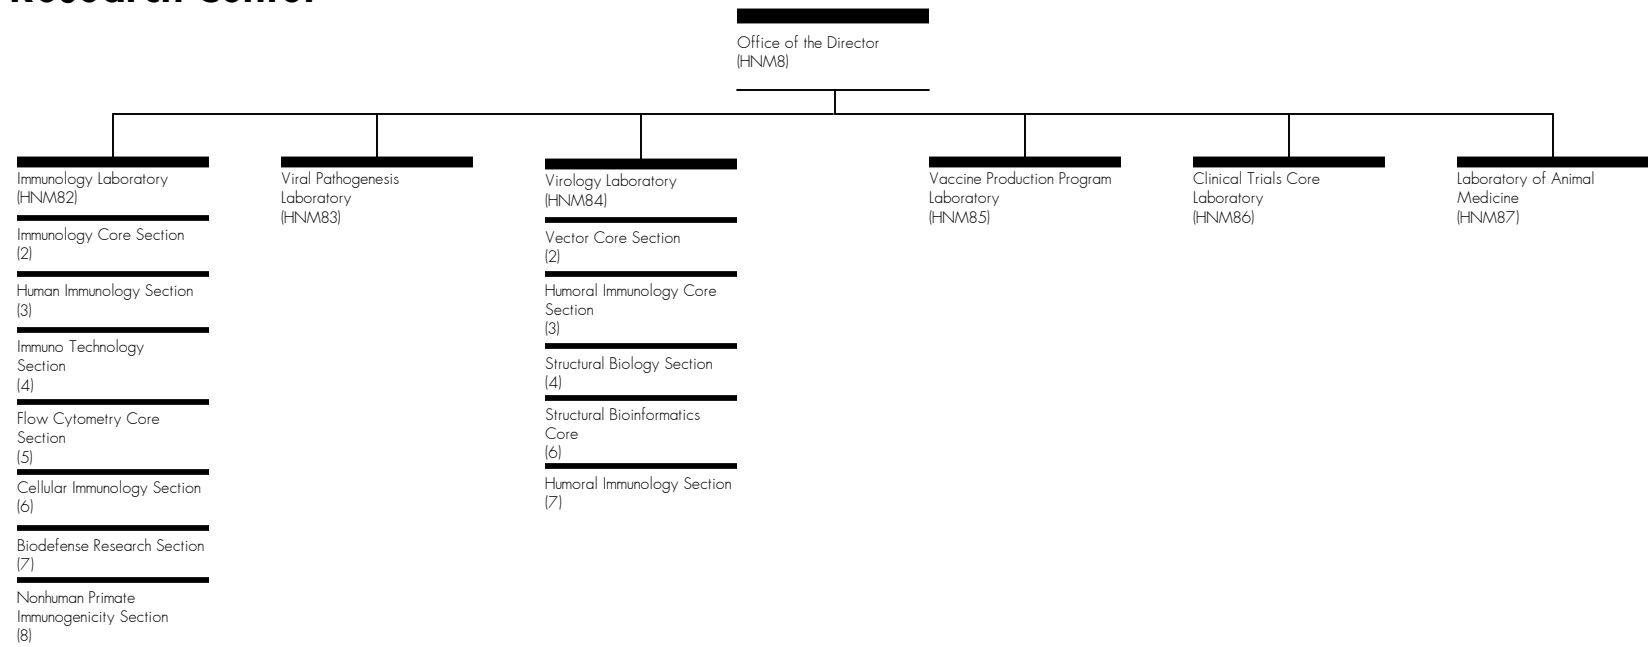 Research Center
Office of the Director
(HNM8)
Immunology Laboratory
(HNM82)
Immunology Core Section
(2)
Human Immunology Section
(3)
Immuno Technology
Section
(4)
Flow Cytometry Core
Section
(5)
Cellular Immunology Section
(6)
Biodefense Research Section
(7)
Nonhuman Primate
Immunogenicity Section
(8)
Viral Pathogenesis
Laboratory
(HNM83)
Virology Laboratory
(HNM84)
Vector Core Section
(2)
Humoral Immunology Core
Section
(3)
Structural Biology Section
(4)
Structural Bioinformatics
Core
(6)
Humoral Immunology Section
(7)
Vaccine Production Program
Laboratory
(HNM85)
Clinical Trials Core
Laboratory
(HNM86)
Laboratory of Animal
Medicine
(HNM87)